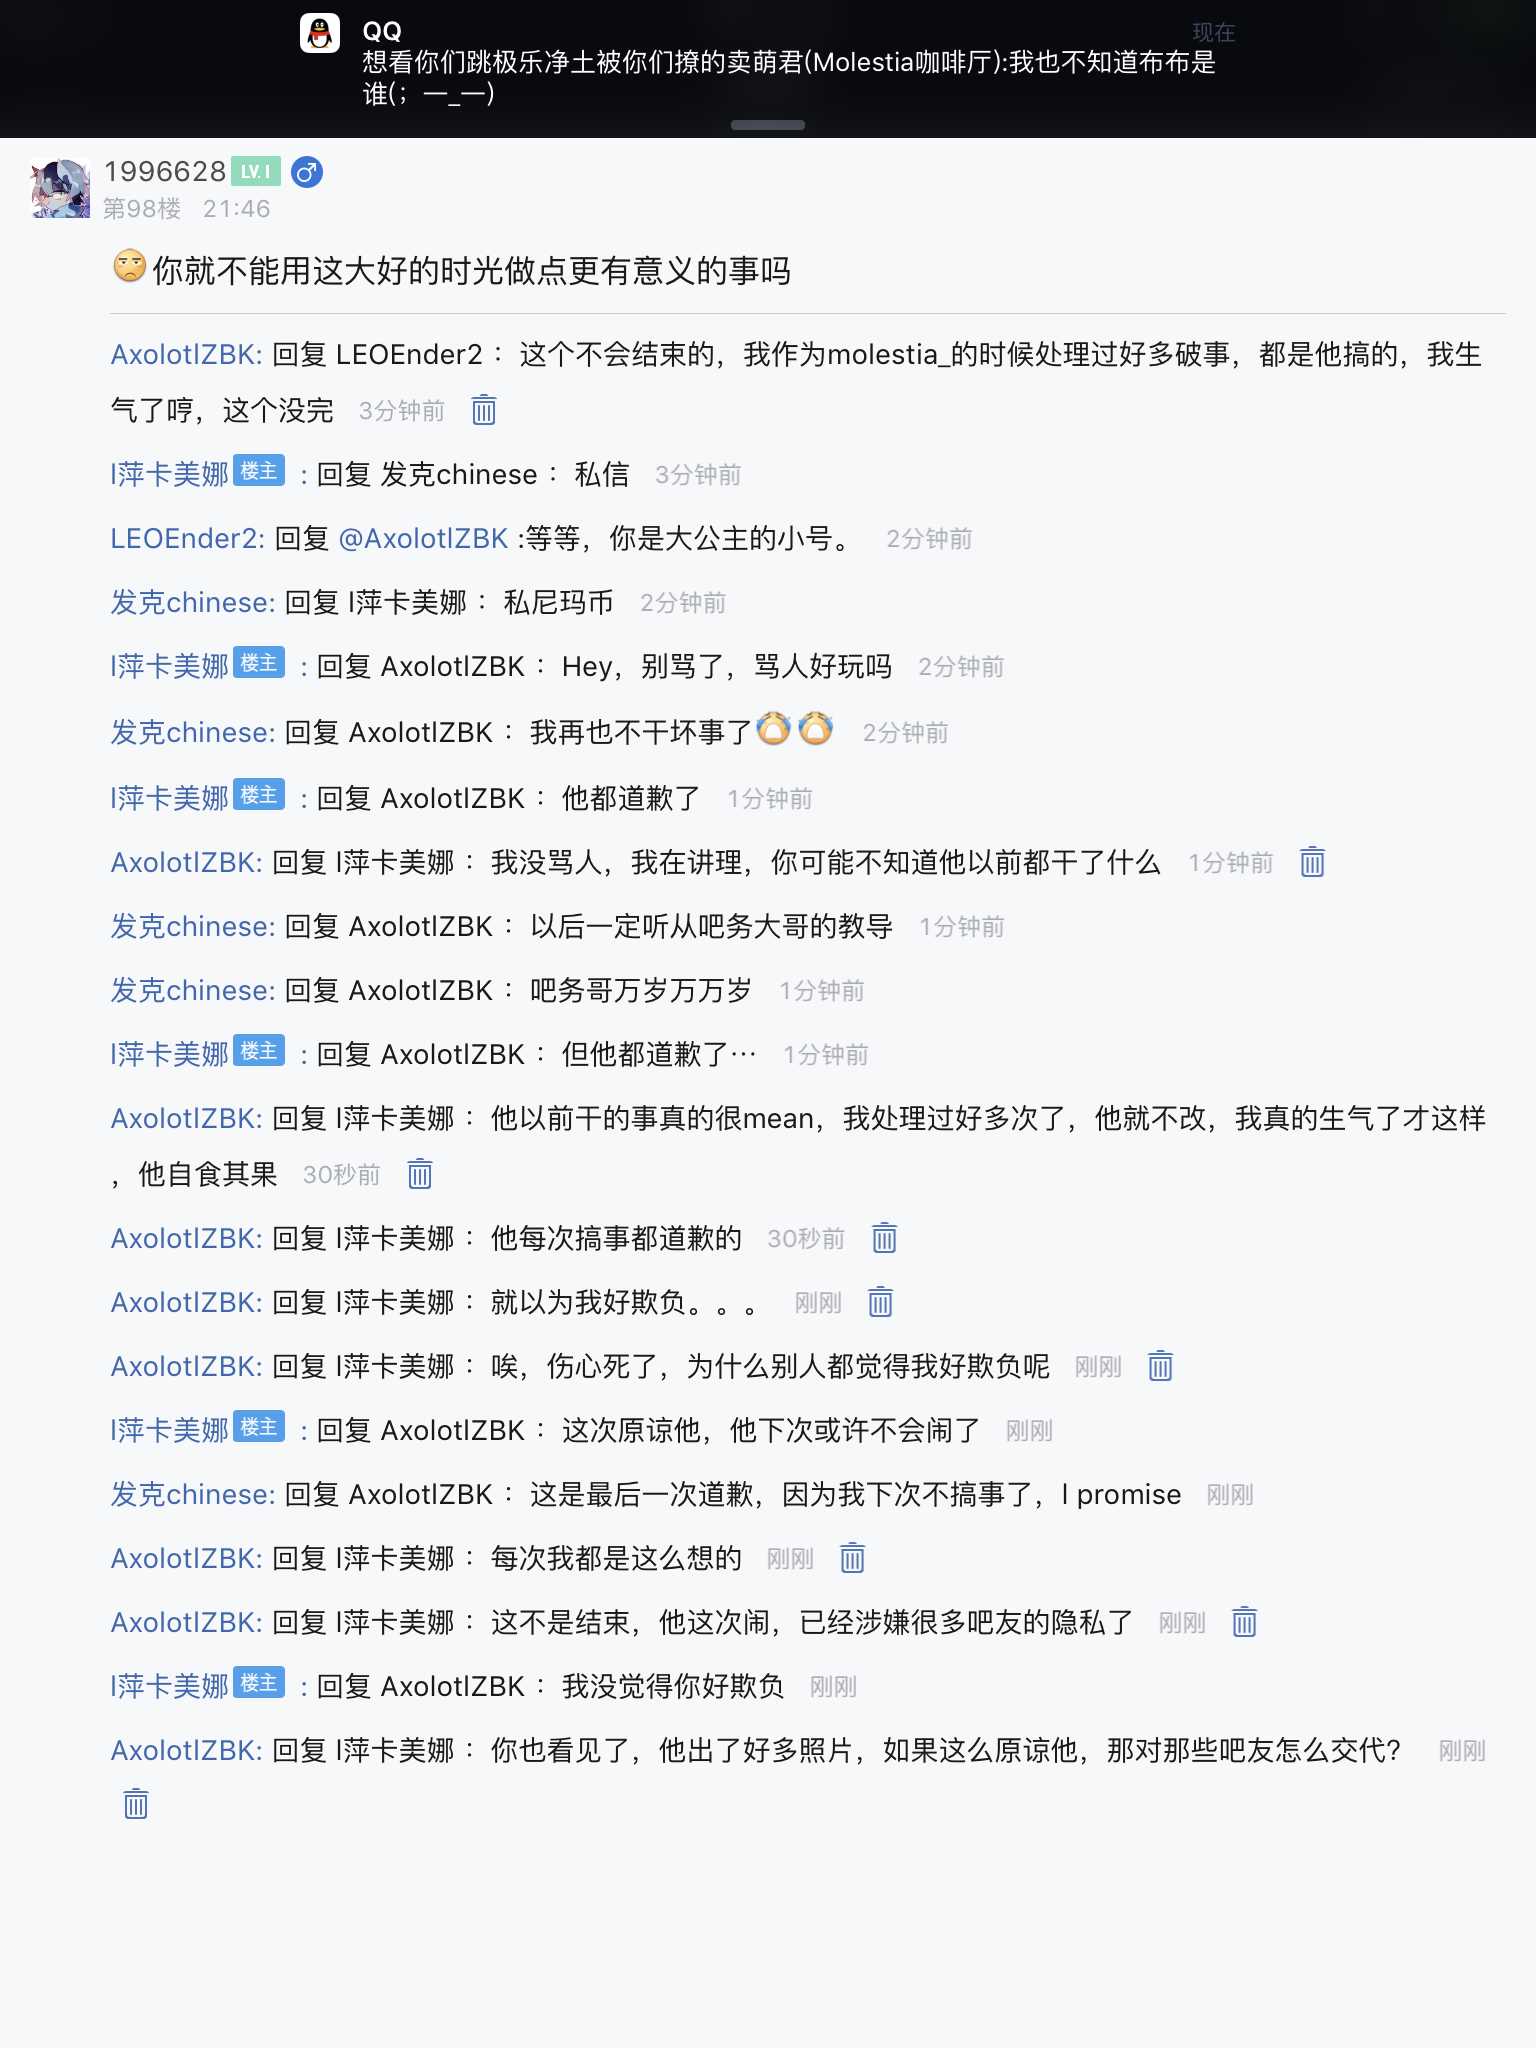 QQ
现在
想看你们跳极乐净土被你们撩的卖萌君(Molestia咖啡厅):我也不知道布布是
谁(；一_一)
1996628 LV.1
第98楼 21:46
你就不能用这大好的时光做点更有意义的事吗
AxolotlZBK: 回复 LEOEnder2 ：这个不会结束的，我作为molestia_的时候处理过好多破事，都是他搞的，我生
气了哼，这个没完 3分钟前
l萍卡美娜 楼主 : 回复 发克chinese ：私信 3分钟前
LEOEnder2: 回复 @AxolotlZBK :等等，你是大公主的小号。 2分钟前
发克chinese: 回复 l萍卡美娜 ：私尼玛币 2分钟前
l萍卡美娜 楼主 : 回复 AxolotlZBK ：Hey，别骂了，骂人好玩吗 2分钟前
发克chinese: 回复 AxolotlZBK ：我再也不干坏事了 2分钟前
l萍卡美娜 楼主 : 回复 AxolotlZBK ：他都道歉了 1分钟前
AxolotlZBK: 回复 l萍卡美娜 ：我没骂人，我在讲理，你可能不知道他以前都干了什么 1分钟前
发克chinese: 回复 AxolotlZBK ：以后一定听从吧务大哥的教导 1分钟前
发克chinese: 回复 AxolotlZBK ：吧务哥万岁万万岁 1分钟前
l萍卡美娜 楼主 : 回复 AxolotlZBK ：但他都道歉了… 1分钟前
AxolotlZBK: 回复 l萍卡美娜 ：他以前干的事真的很mean，我处理过好多次了，他就不改，我真的生气了才这样
，他自食其果 30秒前
AxolotlZBK: 回复 l萍卡美娜 ：他每次搞事都道歉的 30秒前
AxolotlZBK: 回复 l萍卡美娜 ：就以为我好欺负。。。 刚刚
AxolotlZBK: 回复 l萍卡美娜 ：唉，伤心死了，为什么别人都觉得我好欺负呢 刚刚
l萍卡美娜 楼主 : 回复 AxolotlZBK ：这次原谅他，他下次或许不会闹了 刚刚
发克chinese: 回复 AxolotlZBK ：这是最后一次道歉，因为我下次不搞事了，I promise 刚刚
AxolotlZBK: 回复 l萍卡美娜 ：每次我都是这么想的 刚刚
AxolotlZBK: 回复 l萍卡美娜 ：这不是结束，他这次闹，已经涉嫌很多吧友的隐私了 刚刚
l萍卡美娜 楼主 : 回复 AxolotlZBK ：我没觉得你好欺负 刚刚
AxolotlZBK: 回复 l萍卡美娜 ：你也看见了，他出了好多照片，如果这么原谅他，那对那些吧友怎么交代? 刚刚